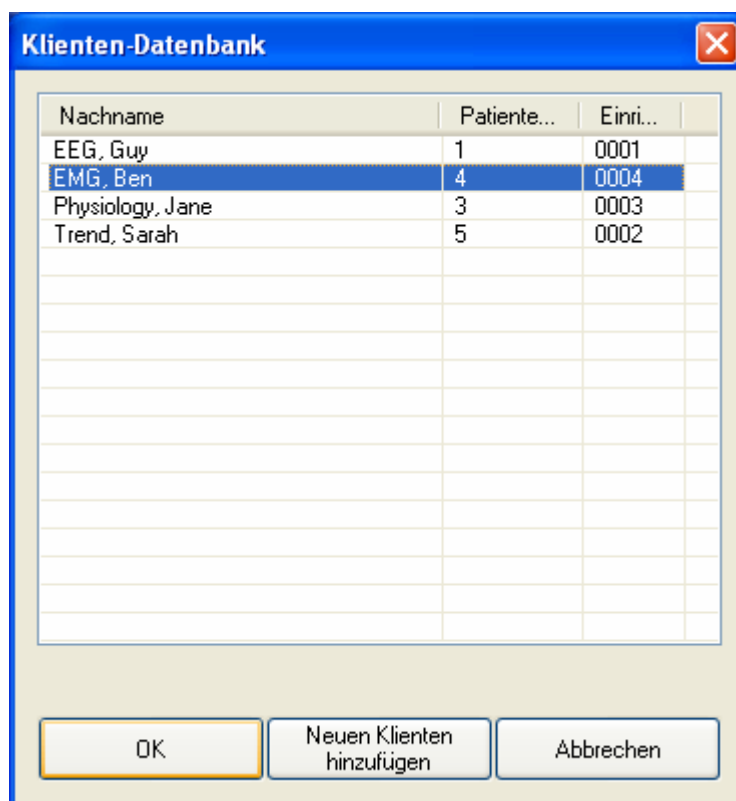 Klienten-Datenbank
Nachname Patiente... Einri...
EEG, Guy 1 0001
EMG, Ben 4 0004
Physiology, Jane 3 0003
Trend, Sarah 5 0002
OK
Neuen Klienten
hinzufügen
Abbrechen